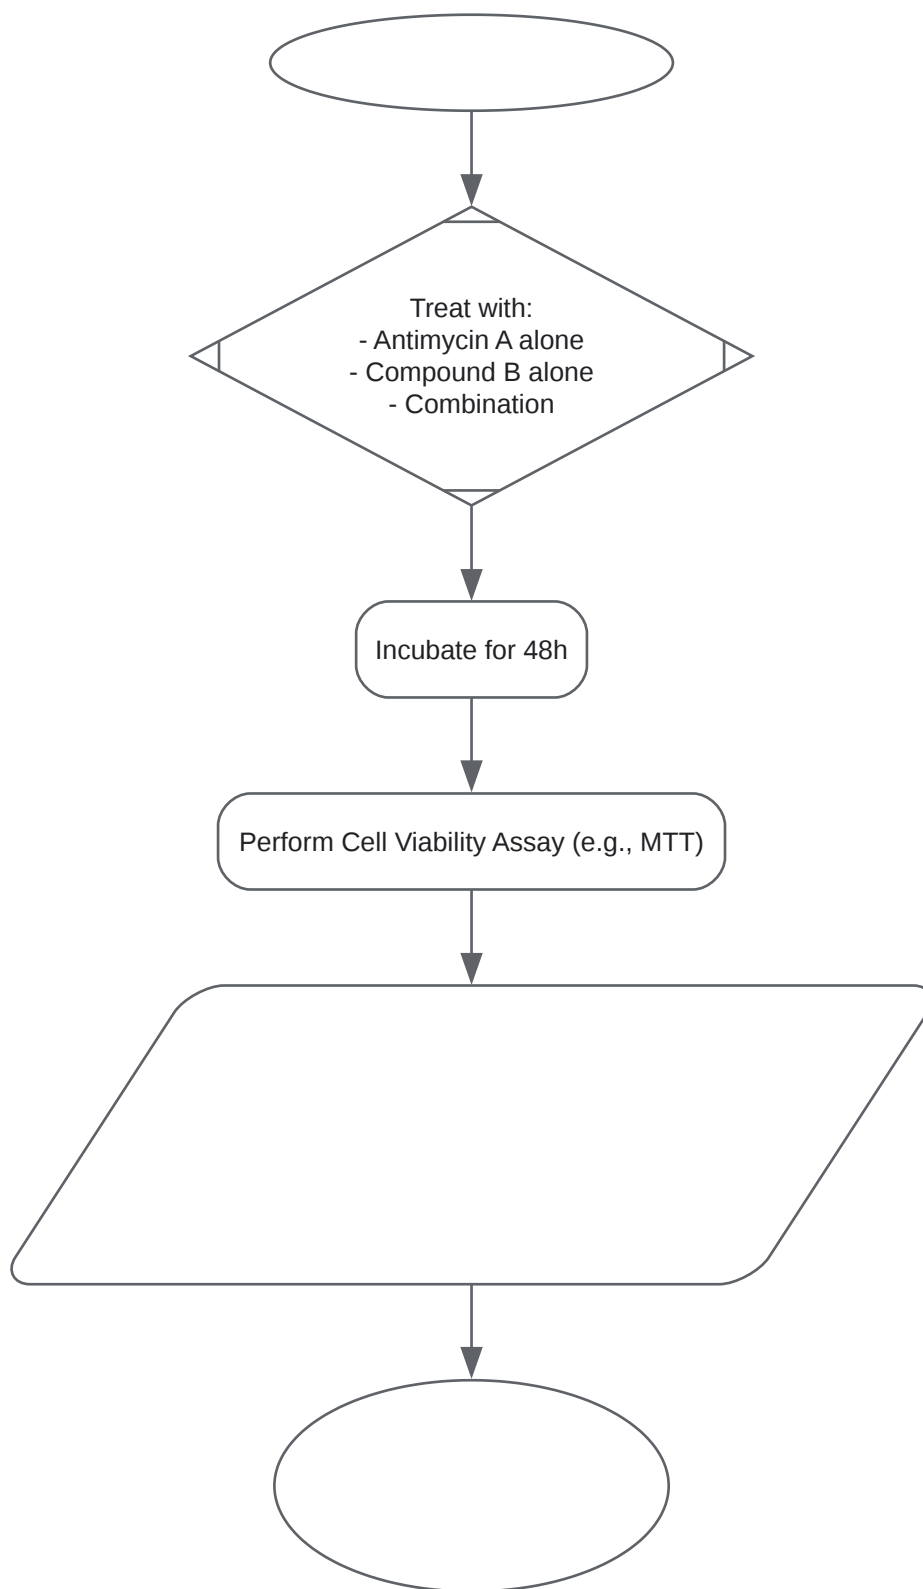 Treat with:
- Antimycin A alone
- Compound B alone
- Combination
Incubate for 48h
Perform Cell Viability Assay (e.g., MTT)